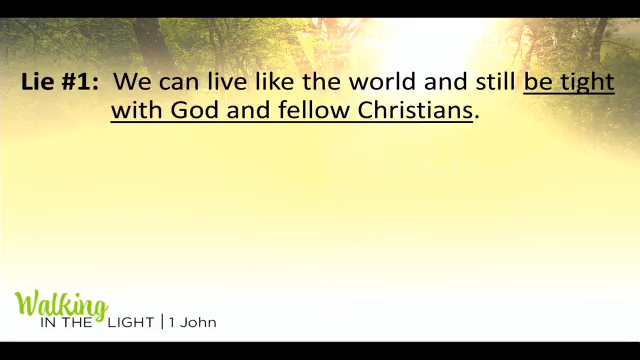 Lie #1: We can live like the world and still be tight
with God and fellow Christians.
Walking
IN THE LIGHT | 1 John